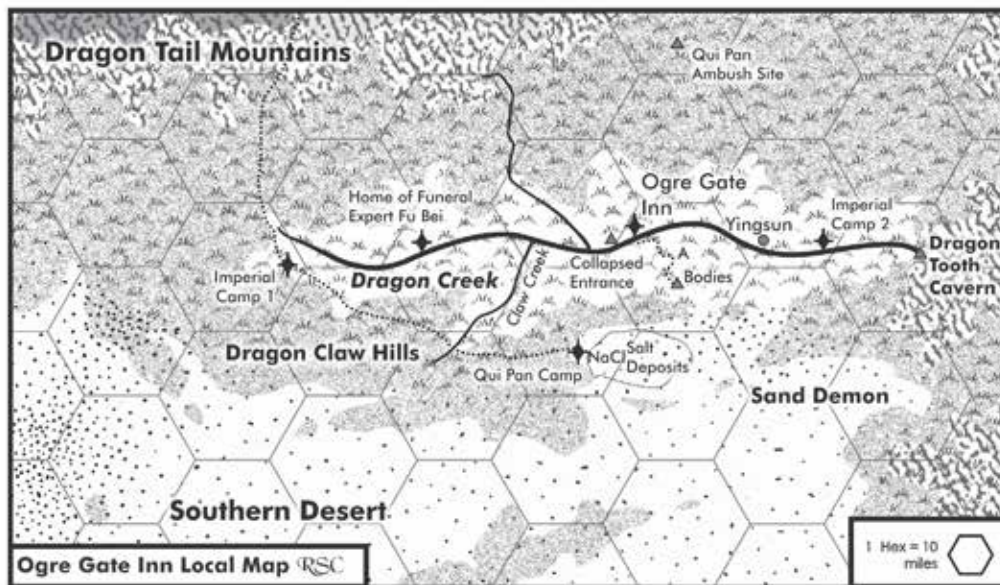 Dragon Tail Mountains
Qui Pan
Ambush Site
Home of Funeral
Expert Fu Bei
Ogre Gate
Inn
Yingsun
Imperial
Camp 2
Imperial
Camp 1
Dragon Creek
Claw Creek
Collapsed
Entrance
A
Bodies
Dragon
Tooth
Cavern
Dragon Claw Hills
Qui Pan Camp
NaCl
Salt
Deposits
Sand Demon
Southern Desert
Ogre Gate Inn Local Map RSC
1 Hex = 10
miles